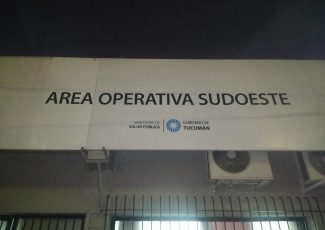 AREA OPERATIVA SUDOESTE
MINISTERIO DE
SALUD PÚBLICA
GOBIERNO DE
TUCUMÁN